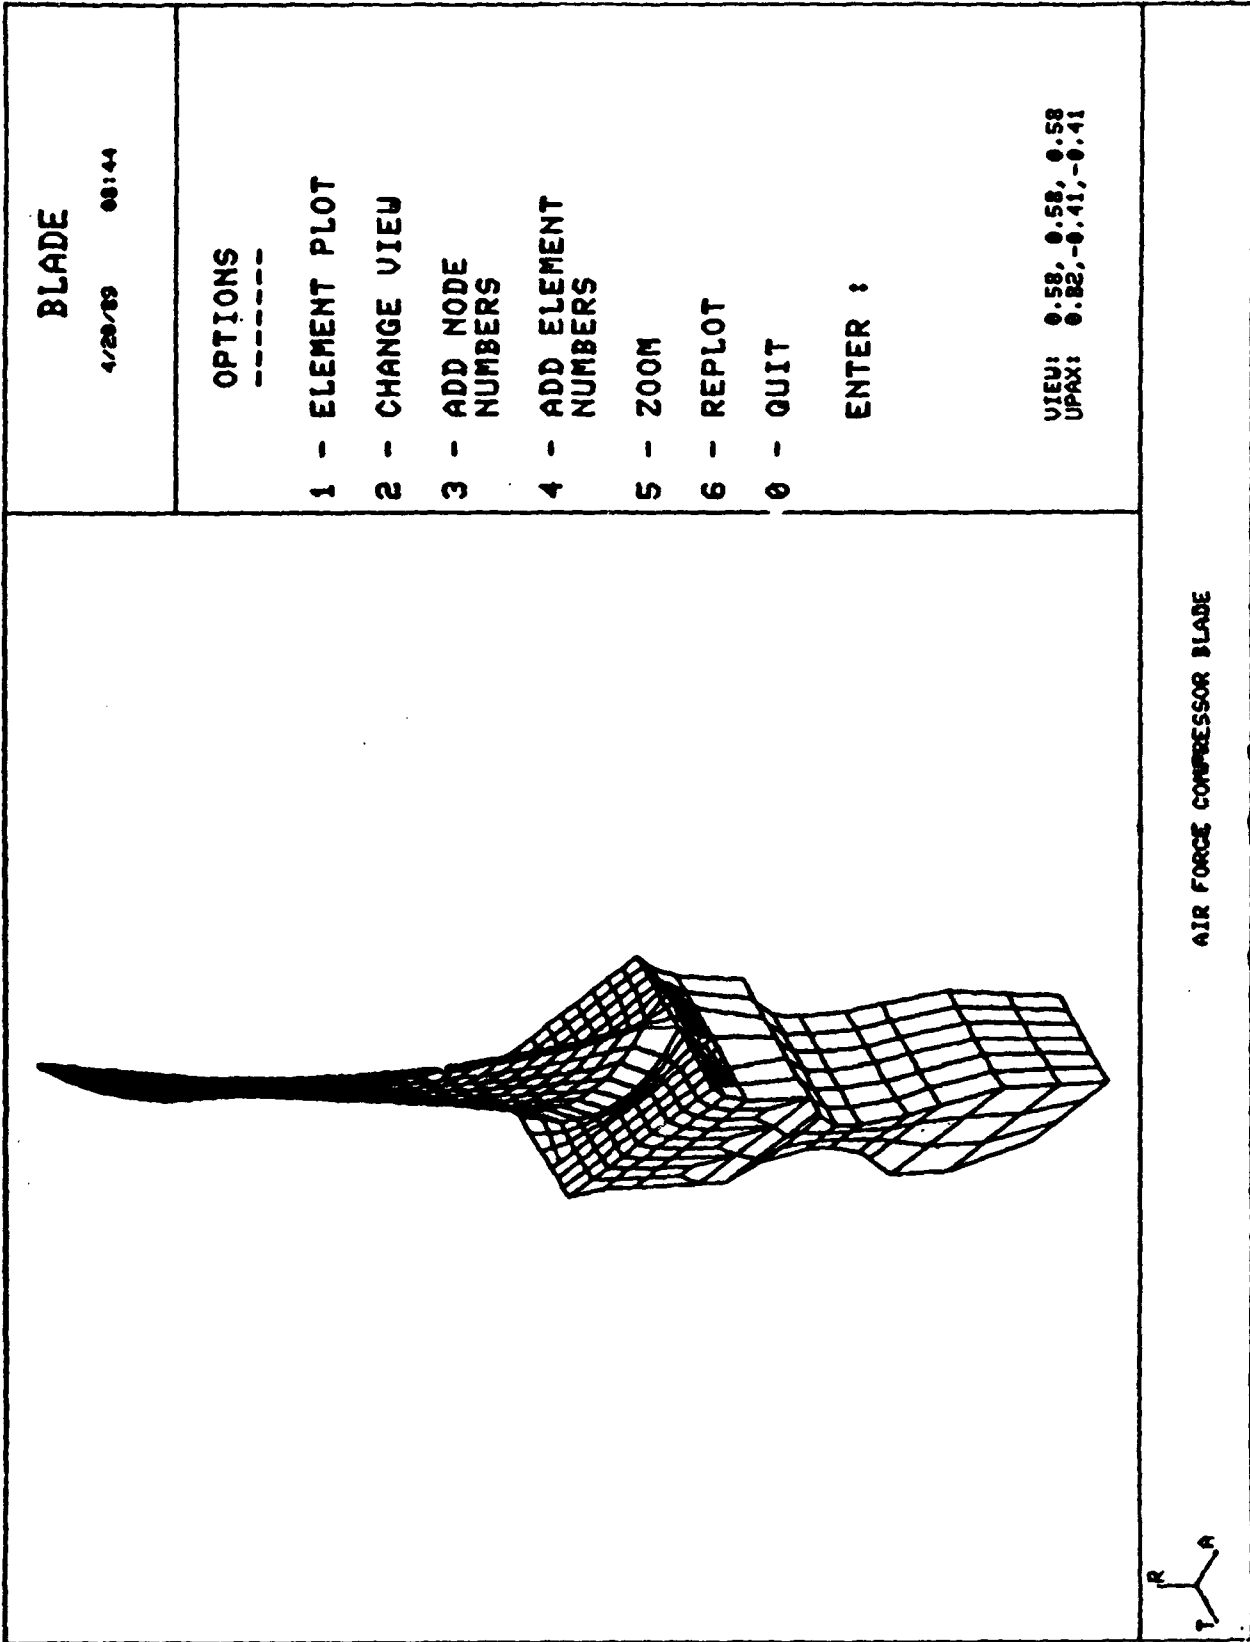 BLADE
4/20/89 08:44
OPTIONS
-------
1 - ELEMENT PLOT
2 - CHANGE VIEW
3 - ADD NODE
NUMBERS
4 - ADD ELEMENT
NUMBERS
5 - ZOOM
6 - REPLOT
0 - QUIT
ENTER :
VIEW: 0.58, 0.58, 0.58
UPAX: 0.82,-0.41,-0.41
AIR FORCE COMPRESSOR BLADE
R
T
A